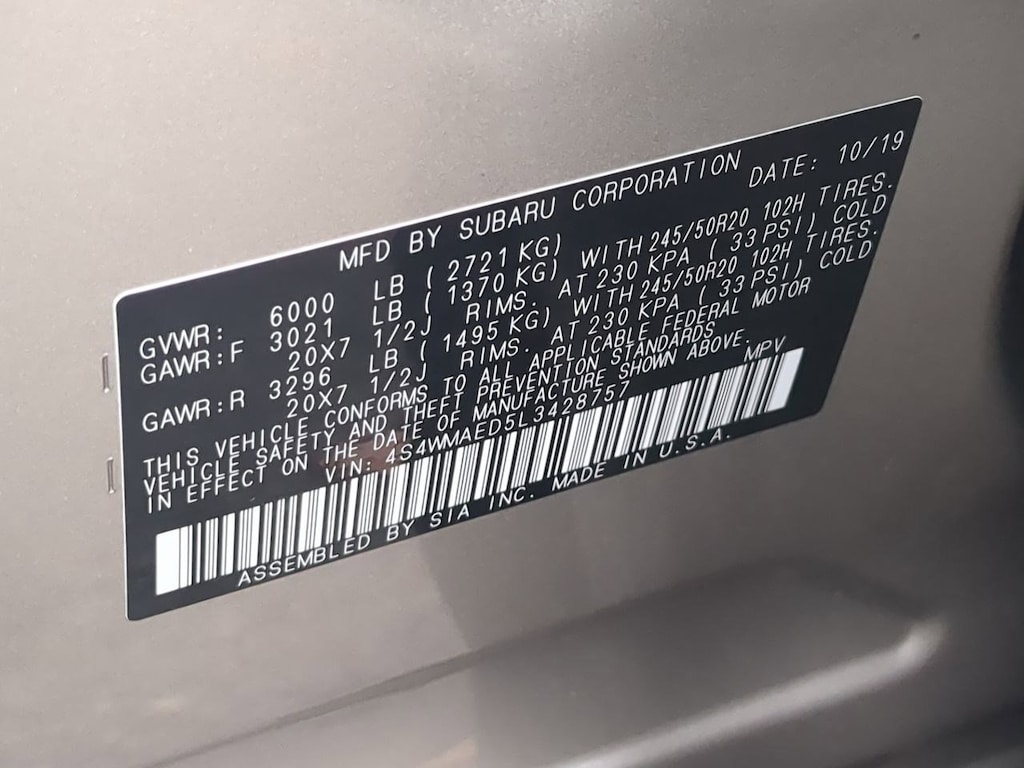 MFD BY SUBARU CORPORATION
DATE: 10/19
GVWR: 6000 LB ( 2721 KG)
GAWR:F 3021 LB ( 1370 KG) WITH 245/50R20 102H TIRES.
20X7 1/2J RIMS. AT 230 KPA ( 33 PSI) COLD
GAWR:R 3296 LB ( 1495 KG) WITH 245/50R20 102H TIRES.
20X7 1/2J RIMS. AT 230 KPA ( 33 PSI) COLD
THIS VEHICLE CONFORMS TO ALL APPLICABLE FEDERAL MOTOR
VEHICLE SAFETY AND THEFT PREVENTION STANDARDS
IN EFFECT ON THE DATE OF MANUFACTURE SHOWN ABOVE.
VIN: 4S4WMAED5L3428757 MPV
ASSEMBLED BY SIA INC. MADE IN U.S.A.